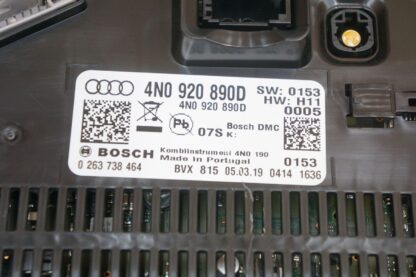 4N0 920 890D
SW: 0153
4N0 920 890D
HW: H11
0005
Pb
07S K:
Bosch DMC
BOSCH
Kombiinstrument 4N0 190
0 263 738 464
Made in Portugal
0153
BVX 815 05.03.19 0414 1636